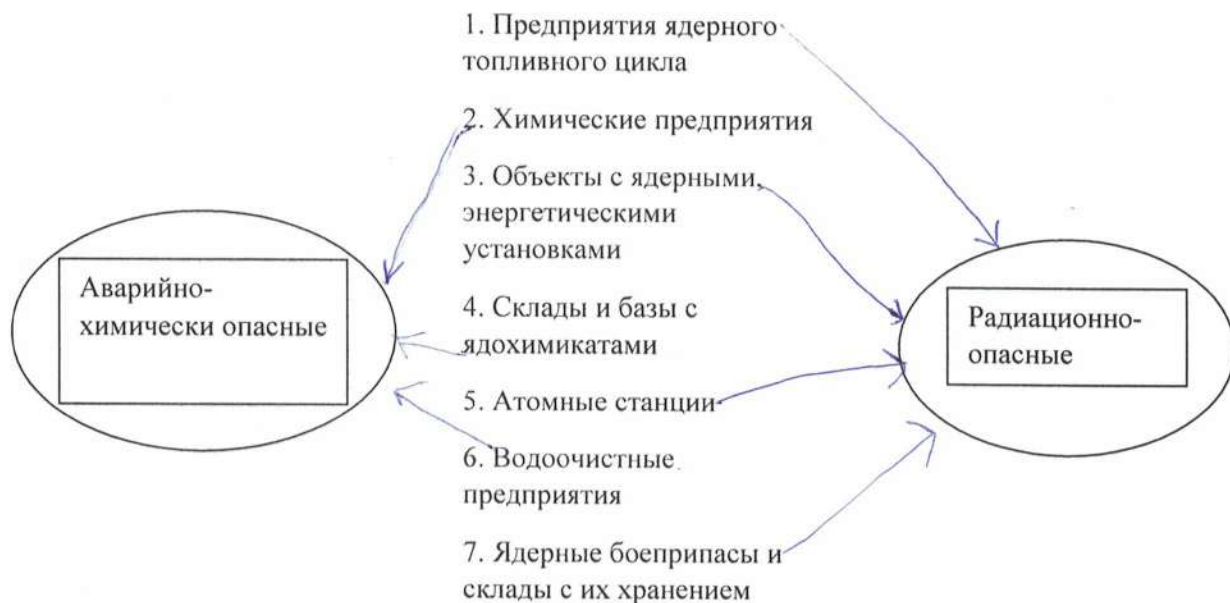 1. Предприятия ядерного
топливного цикла
2. Химические предприятия
3. Объекты с ядерными
энергетическими
установками
Аварийно-
химически опасные
4. Склады и базы с
ядохимикатами
Радиационно-
опасные
5. Атомные станции
6. Водоочистные
предприятия
7. Ядерные боеприпасы и
склады с их хранением